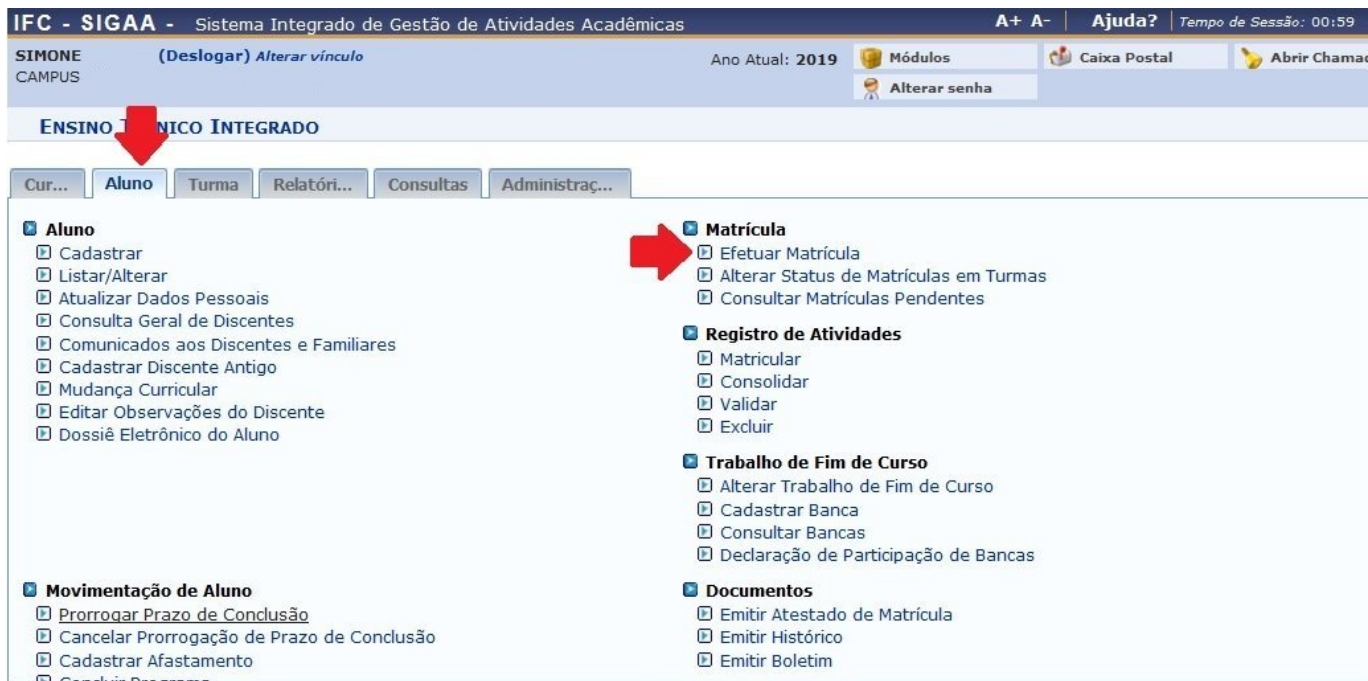 IFC - SIGAA - Sistema Integrado de Gestão de Atividades Acadêmicas A+ A- Ajuda? Tempo de Sessão: 00:59
SIMONE (Deslogar) Alterar vínculo Ano Atual: 2019 Módulos Caixa Postal Abrir Chamad
CAMPUS
Alterar senha
ENSINO T NICO INTEGRADO
Cur... Aluno Turma Relatóri... Consultas Administraç...
Aluno
Cadastrar
Listar/Alterar
Atualizar Dados Pessoais
Consulta Geral de Discentes
Comunicados aos Discentes e Familiares
Cadastrar Discente Antigo
Mudança Curricular
Editar Observações do Discente
Dossiê Eletrônico do Aluno
Matrícula
Efetuar Matrícula
Alterar Status de Matrículas em Turmas
Consultar Matrículas Pendentes
Registro de Atividades
Matricular
Consolidar
Validar
Excluir
Trabalho de Fim de Curso
Alterar Trabalho de Fim de Curso
Cadastrar Banca
Consultar Bancas
Declaração de Participação de Bancas
Movimentação de Aluno
Prorrogar Prazo de Conclusão
Cancelar Prorrogação de Prazo de Conclusão
Cadastrar Afastamento
Documentos
Emitir Atestado de Matrícula
Emitir Histórico
Emitir Boletim